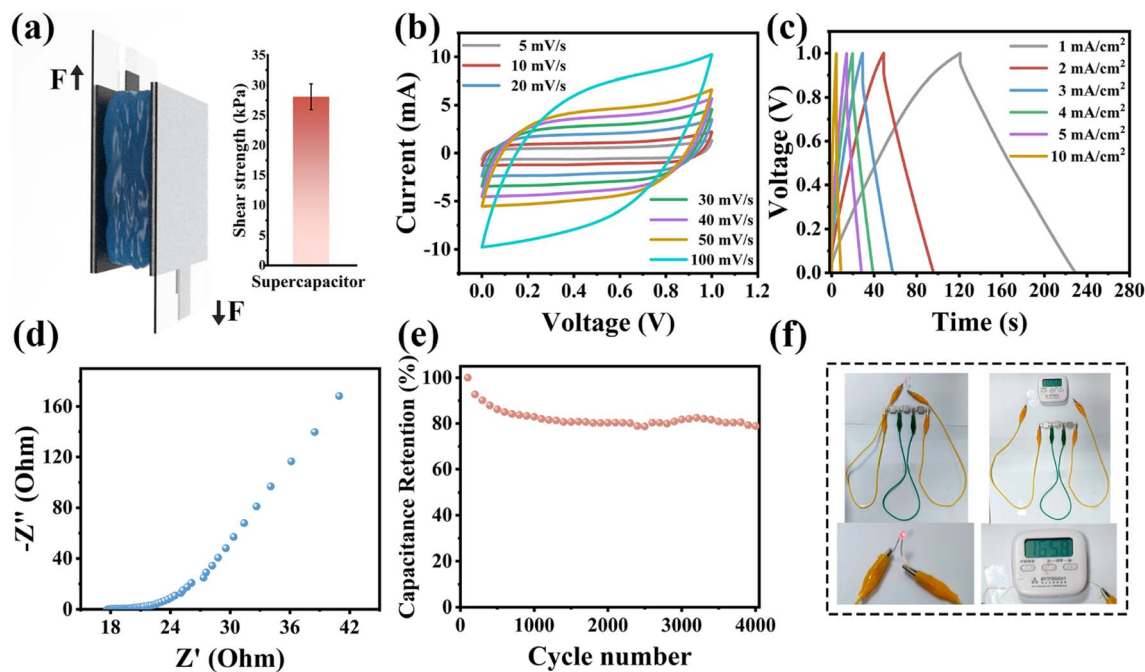 (a)
F
F
Shear strength (kPa)
35
30
25
20
15
10
5
0
Supercapacitor
(b)
5 mV/s
10 mV/s
20 mV/s
30 mV/s
40 mV/s
50 mV/s
100 mV/s
Current (mA)
10
5
0
-5
-10
0.0 0.2 0.4 0.6 0.8 1.0 1.2
Voltage (V)
(c)
1 mA/cm²
2 mA/cm²
3 mA/cm²
4 mA/cm²
5 mA/cm²
10 mA/cm²
Voltage (V)
1.0
0.8
0.6
0.4
0.2
0.0
0 40 80 120 160 200 240 280
Time (s)
(d)
-Z" (Ohm)
160
120
80
40
0
18 24 30 36 42
Z' (Ohm)
(e)
Capacitance Retention (%)
100
80
60
40
20
0
0 1000 2000 3000 4000
Cycle number
(f)